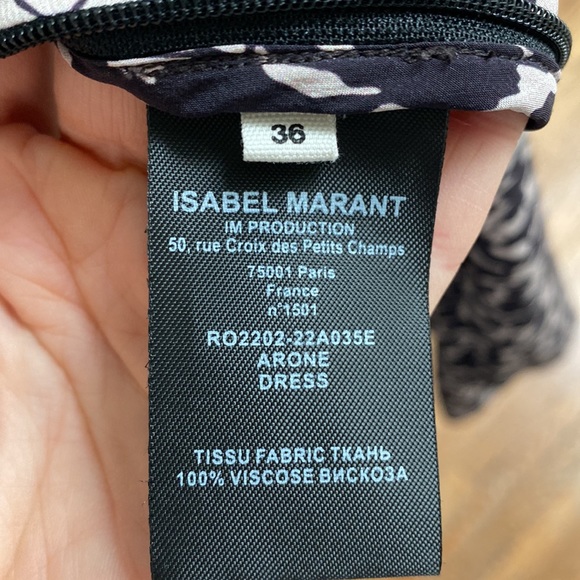 36
ISABEL MARANT
IM PRODUCTION
50, rue Croix des Petits Champs
75001 Paris
France
n°1501
RO2202-22A035E
ARONE
DRESS
TISSU FABRIC ТКАНЬ
100% VISCOSE ВИСКОЗА